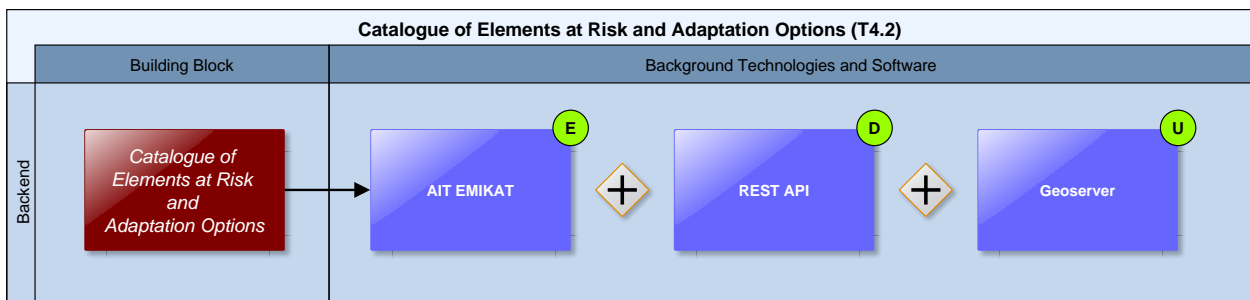 Catalogue of Elements at Risk and Adaptation Options (T4.2)
Building Block
Background Technologies and Software
Backend
Catalogue of
Elements at Risk
and
Adaptation Options
AIT EMIKAT
E
REST API
D
Geoserver
U